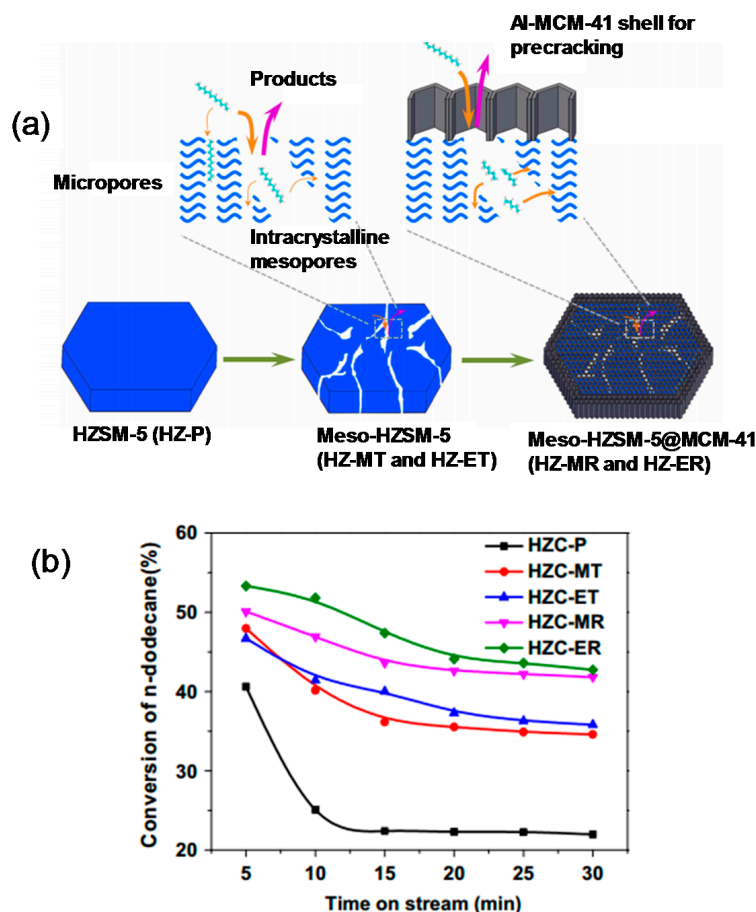 (a)
Products
Al-MCM-41 shell for
precracking
Micropores
Intracrystalline
mesopores
HZSM-5 (HZ-P)
Meso-HZSM-5
(HZ-MT and HZ-ET)
Meso-HZSM-5@MCM-41
(HZ-MR and HZ-ER)
(b)
Conversion of n-dodecane(%)
60
50
40
25
30
20
HZC-P
HZC-MT
HZC-ET
HZC-MR
HZC-ER
5 10 15 20 25 30
Time on stream (min)